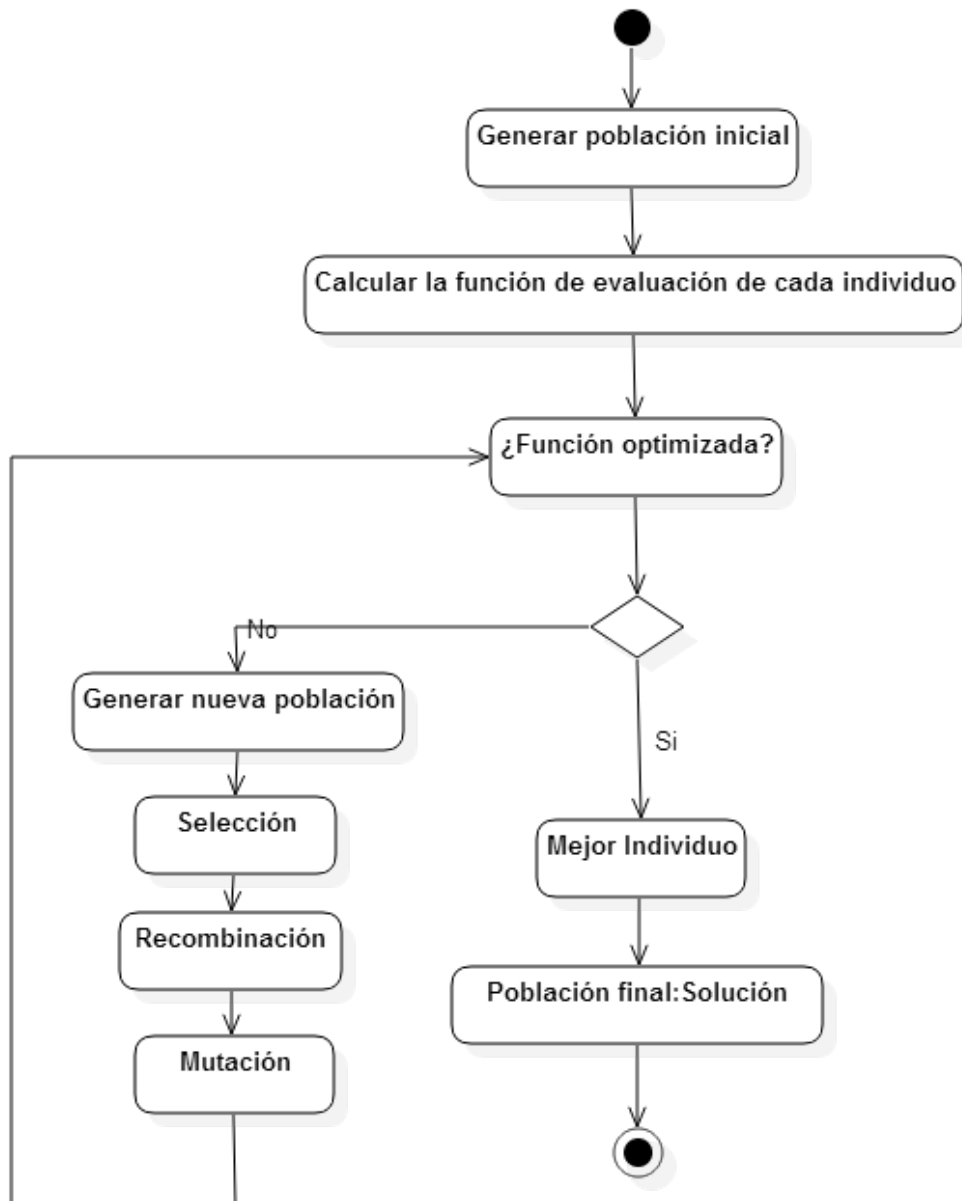 Generar población inicial
Calcular la función de evaluación de cada individuo
¿Función optimizada?
No
Generar nueva población
Si
Selección
Mejor Individuo
Recombinación
Población final:Solución
Mutación